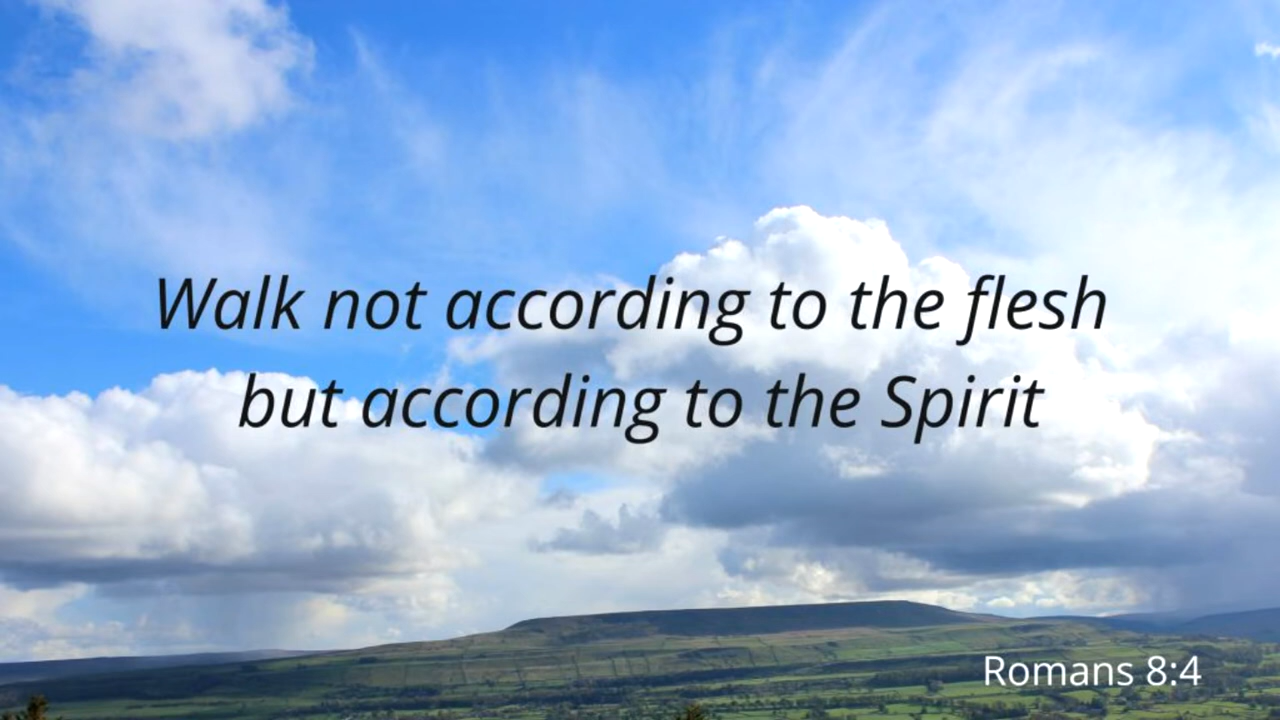 Walk not according to the flesh
but according to the Spirit
Romans 8:4